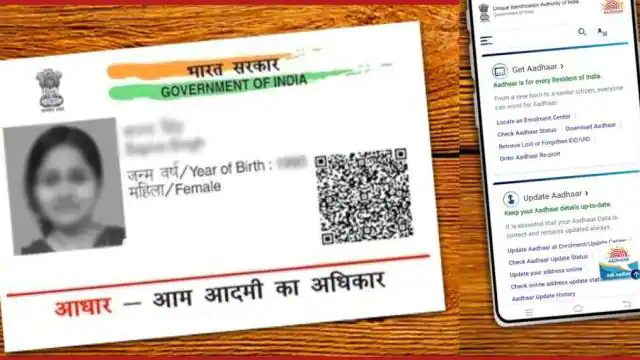 भारत सरकार
GOVERNMENT OF INDIA
जन्म वर्ष/Year of Birth :
महिला/Female
आधार – आम आदमी का अधिकार
Unique Identification Authority of India
Government of India
AADHAAR
Get Aadhaar >
Aadhaar is for every Resident of India.
From a new born to a senior citizen, everyone
can enroll for Aadhaar.
Locate an Enrolment Center
Check Aadhaar Status Download Aadhaar
Retrieve Lost or Forgotten EID/UID
Order Aadhaar Re-print
Update Aadhaar >
Keep your Aadhaar details up-to-date.
It is essential that your Aadhaar Data is
correct and remains updated always.
Update Aadhaar at Enrolment/Update Center
Check Aadhaar Update Status
Update your address online
Check online address update status
Aadhaar Update History
AADHAAR
Ask Aadhaar